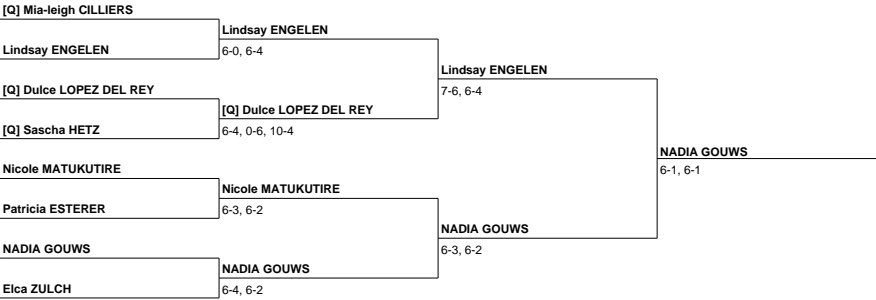 [Q] Mia-leigh CILLIERS
Lindsay ENGELEN
Lindsay ENGELEN
6-0, 6-4
Lindsay ENGELEN
[Q] Dulce LOPEZ DEL REY
7-6, 6-4
[Q] Dulce LOPEZ DEL REY
[Q] Sascha HETZ
6-4, 0-6, 10-4
NADIA GOUWS
Nicole MATUKUTIRE
6-1, 6-1
Nicole MATUKUTIRE
Patricia ESTERER
6-3, 6-2
NADIA GOUWS
NADIA GOUWS
6-3, 6-2
NADIA GOUWS
Elca ZULCH
6-4, 6-2